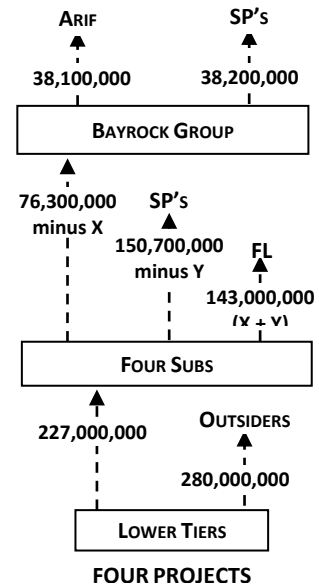 ARIF SP'S
38,100,000 38,200,000
BAYROCK GROUP
76,300,000
minus X
SP'S
150,700,000
minus Y
FL
143,000,000
(X + Y)
FOUR SUBS
227,000,000
OUTSIDERS
280,000,000
LOWER TIERS
FOUR PROJECTS